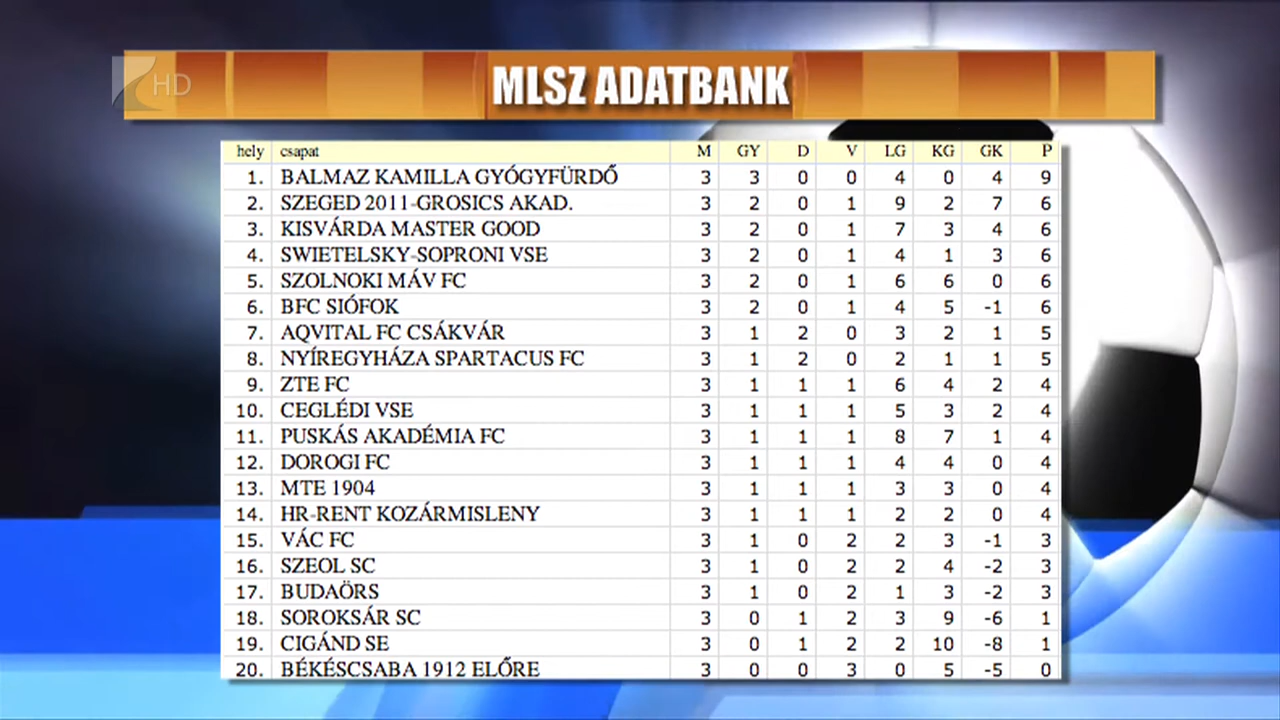 HD
MLSZ ADATBANK
hely csapat M GY D V LG KG GK P
1. BALMAZ KAMILLA GYÓGYFÜRDŐ 3 3 0 0 4 0 4 9
2. SZEGED 2011-GROSICS AKAD. 3 2 0 1 9 2 7 6
3. KISVÁRDA MASTER GOOD 3 2 0 1 7 3 4 6
4. SWIETELSKY-SOPRONI VSE 3 2 0 1 4 1 3 6
5. SZOLNOKI MÁV FC 3 2 0 1 6 6 0 6
6. BFC SIÓFOK 3 2 0 1 4 5 -1 6
7. AQVITAL FC CSÁKVÁR 3 1 2 0 3 2 1 5
8. NYÍREGYHÁZA SPARTACUS FC 3 1 2 0 2 1 1 5
9. ZTE FC 3 1 1 1 6 4 2 4
10. CEGLÉDI VSE 3 1 1 1 5 3 2 4
11. PUSKÁS AKADÉMIA FC 3 1 1 1 8 7 1 4
12. DOROGI FC 3 1 1 1 4 4 0 4
13. MTE 1904 3 1 1 1 3 3 0 4
14. HR-RENT KOZÁRMISLENY 3 1 1 1 2 2 0 4
15. VÁC FC 3 1 0 2 2 3 -1 3
16. SZEOL SC 3 1 0 2 2 4 -2 3
17. BUDAÖRS 3 1 0 2 1 3 -2 3
18. SOROKSÁR SC 3 0 1 2 3 9 -6 1
19. CIGÁND SE 3 0 1 2 2 10 -8 1
20. BÉKÉSCSABA 1912 ELŐRE 3 0 0 3 0 5 -5 0